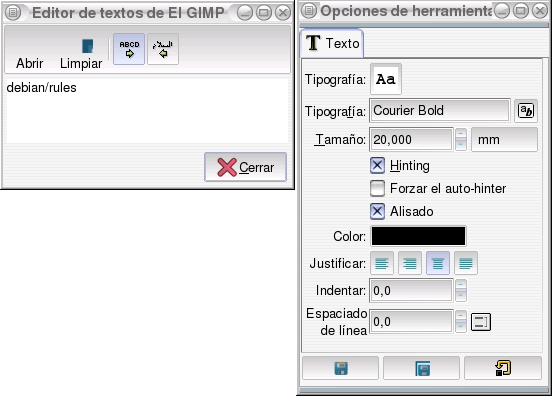 Editor de textos de El GIMP
Abrir
Limpiar
ABCD
debian/rules
Cerrar
Opciones de herramienta
T Texto
Tipografía: Aa
Tipografía: Courier Bold ab
Tamaño: 20,000 mm
Hinting
Forzar el auto-hinter
Alisado
Color:
Justificar:
Indentar: 0,0
Espaciado
de línea 0,0